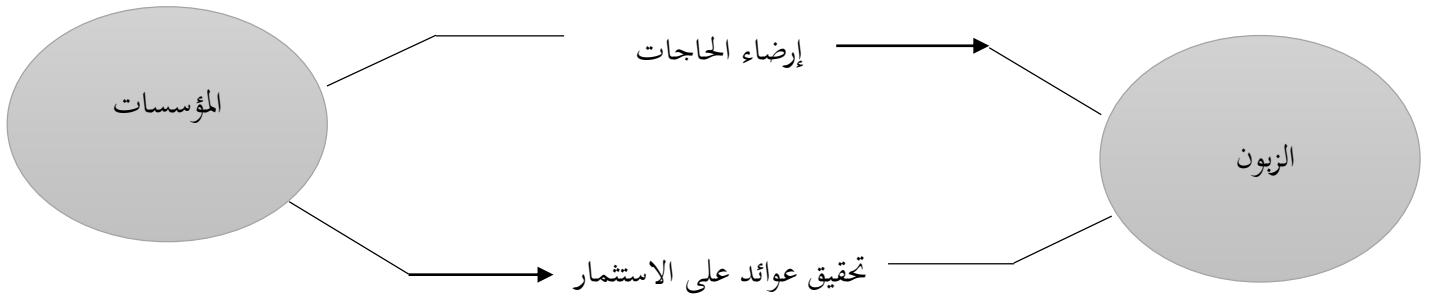 إرضاء الحاجات
المؤسسات
الزبون
تحقيق عوائد على الاستثمار